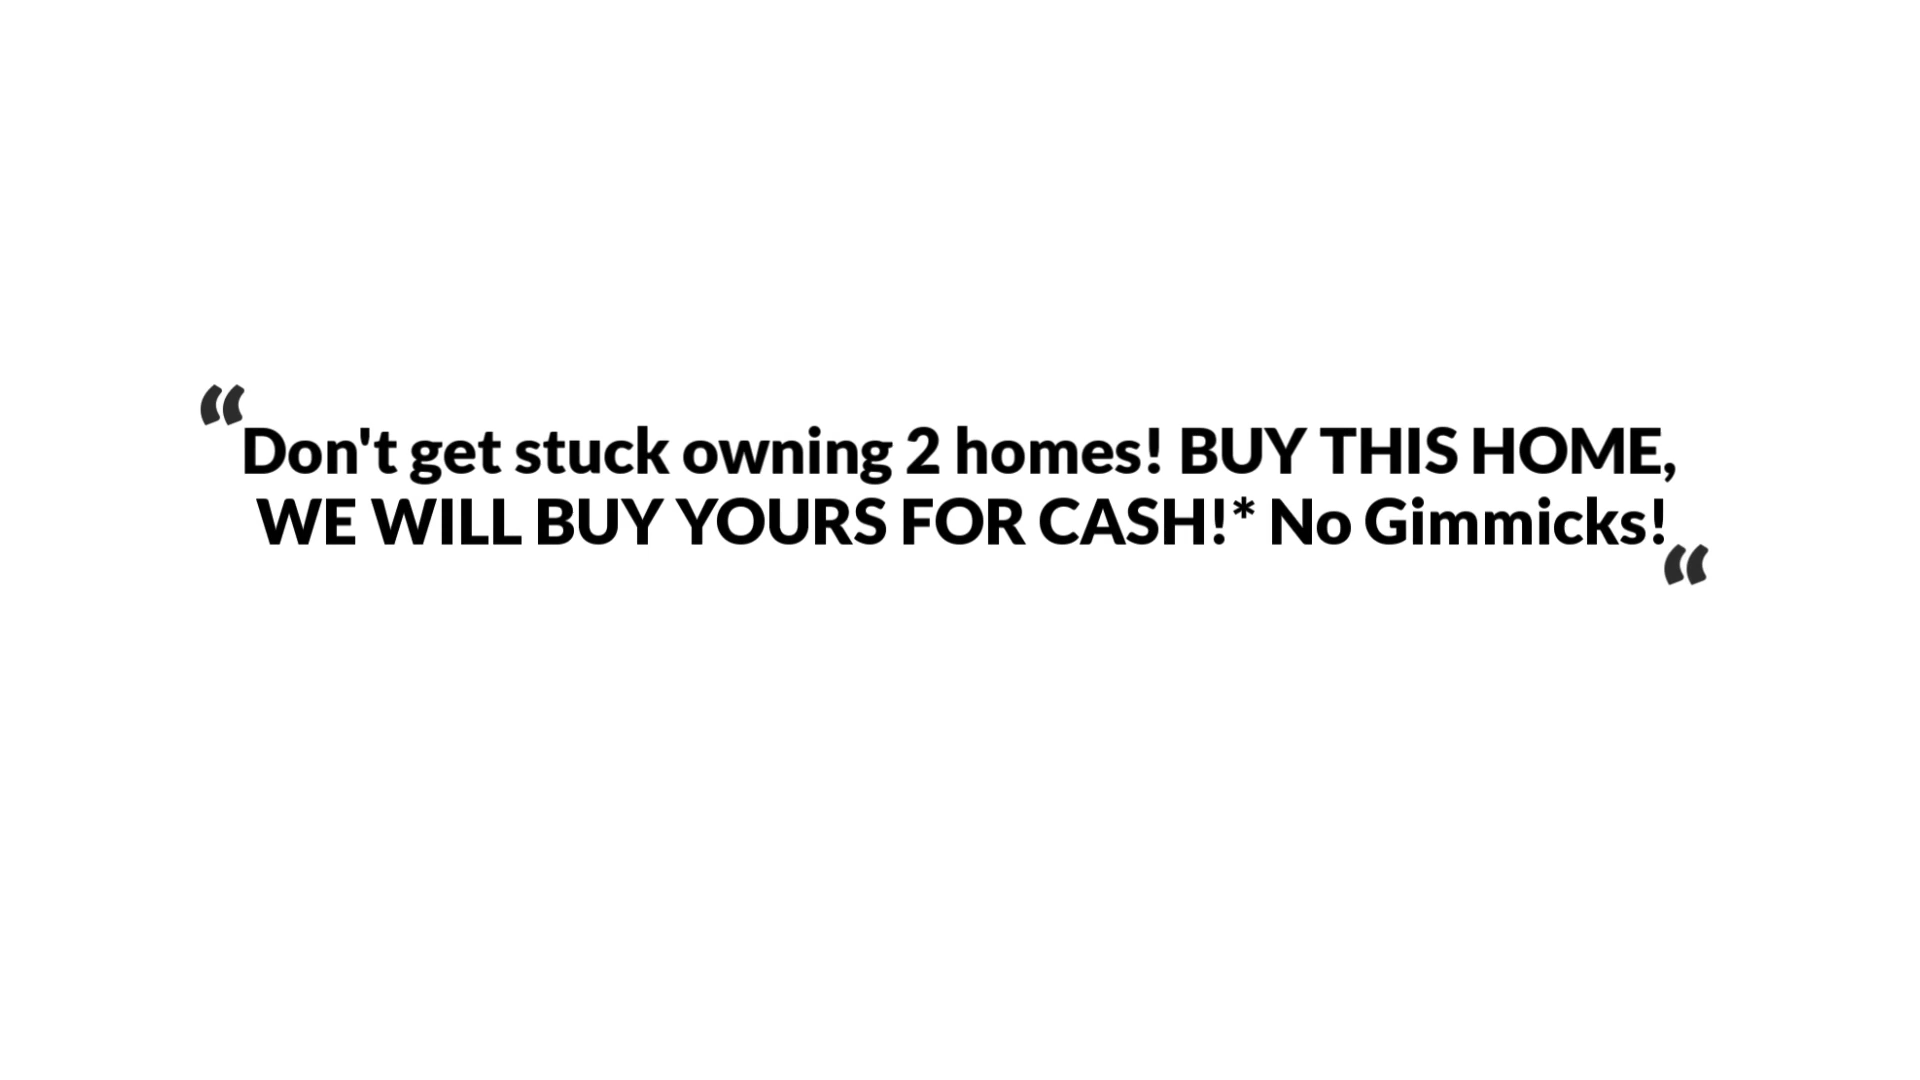 “Don't get stuck owning 2 homes! BUY THIS HOME,
WE WILL BUY YOURS FOR CASH!* No Gimmicks!“